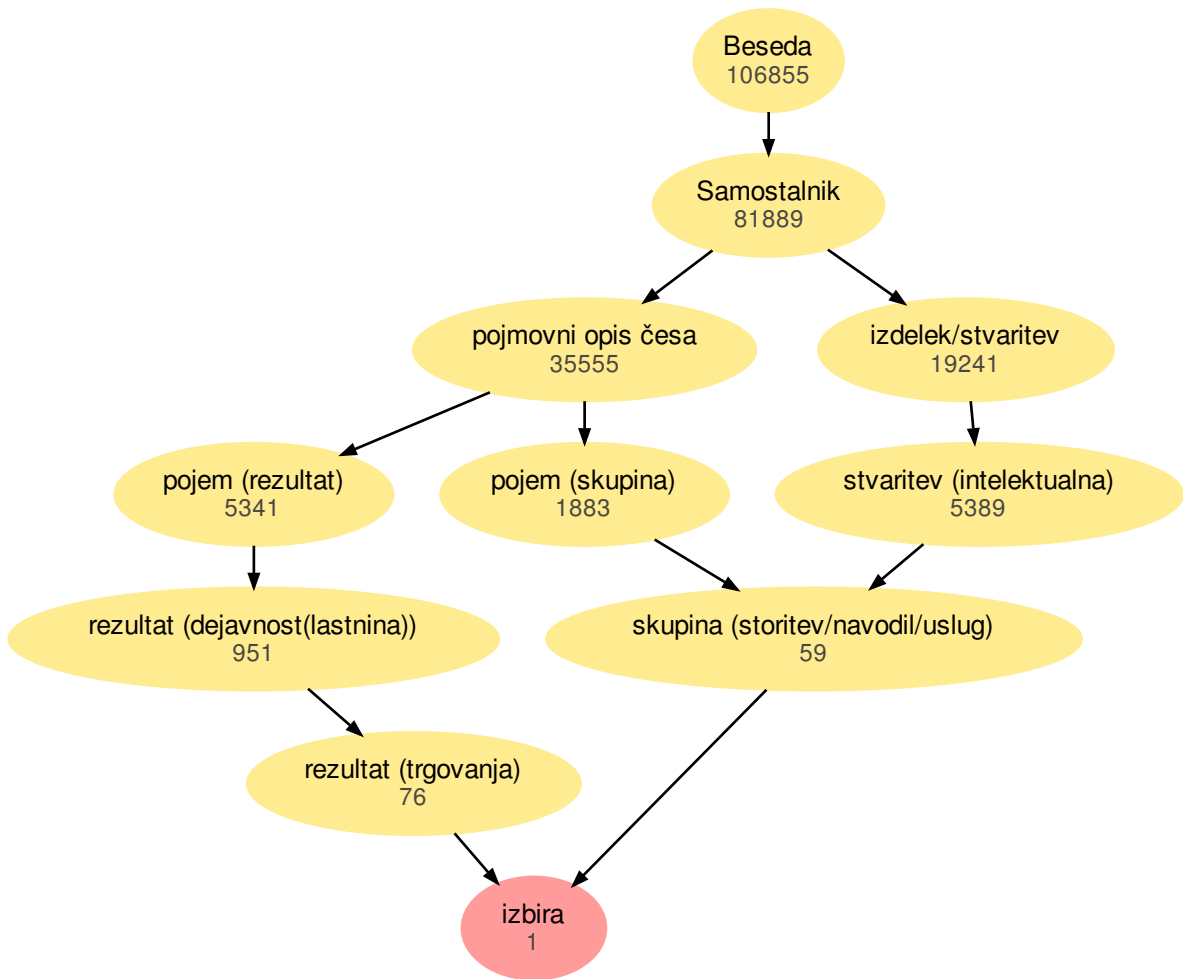 Beseda
106855
Samostalnik
81889
pojmovni opis česa
35555
izdelek/stvaritev
19241
pojem (rezultat)
5341
pojem (skupina)
1883
stvaritev (intelektualna)
5389
rezultat (dejavnost(lastnina))
951
skupina (storitev/navodil/uslug)
59
rezultat (trgovanja)
76
izbira
1